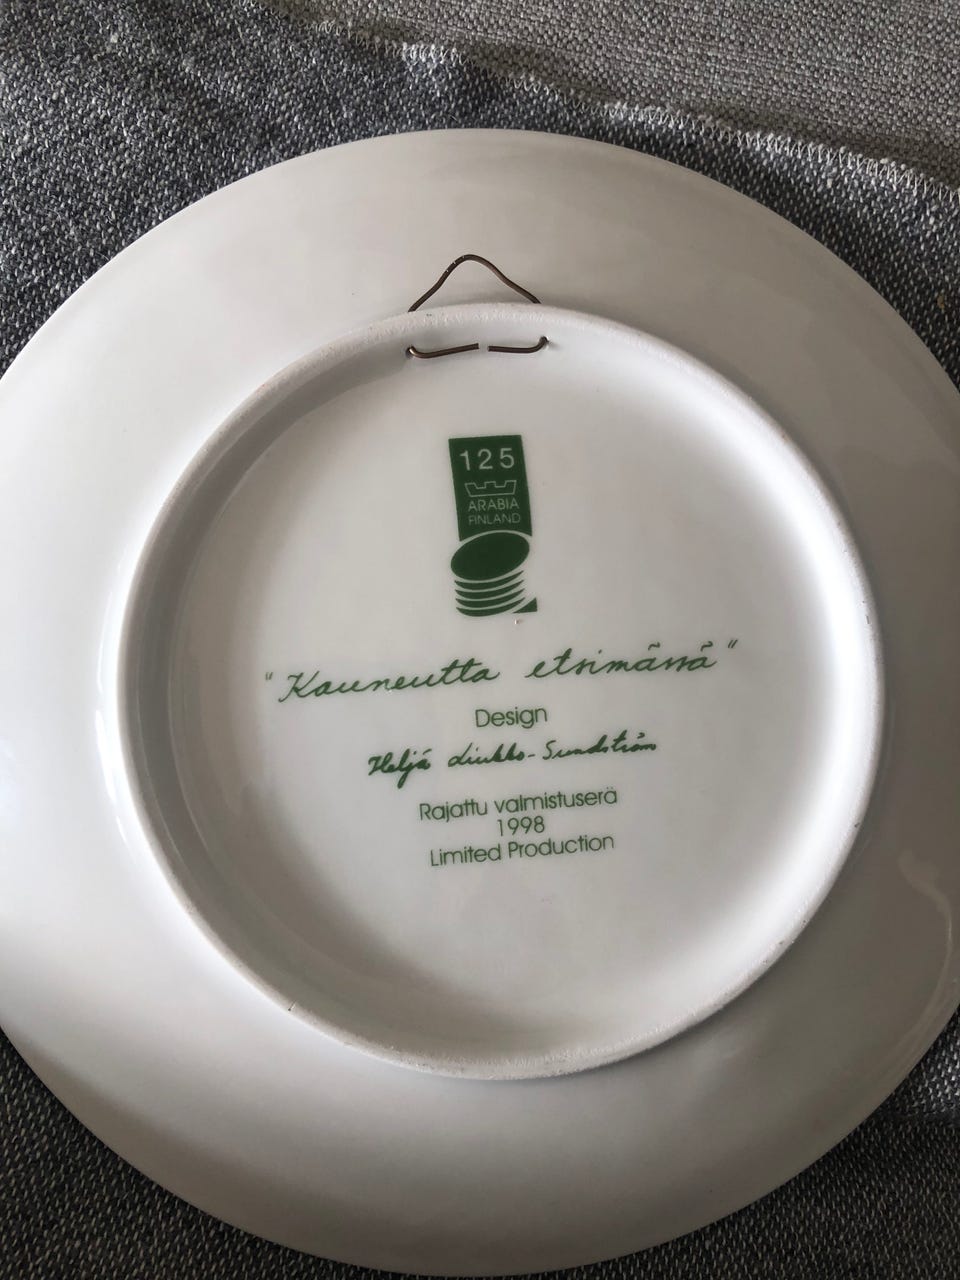 125
ARABIA
FINLAND
"Kauneutta etsimässä"
Design
Heljä Liukko-Sundström
Rajattu valmistuserä
1998
Limited Production